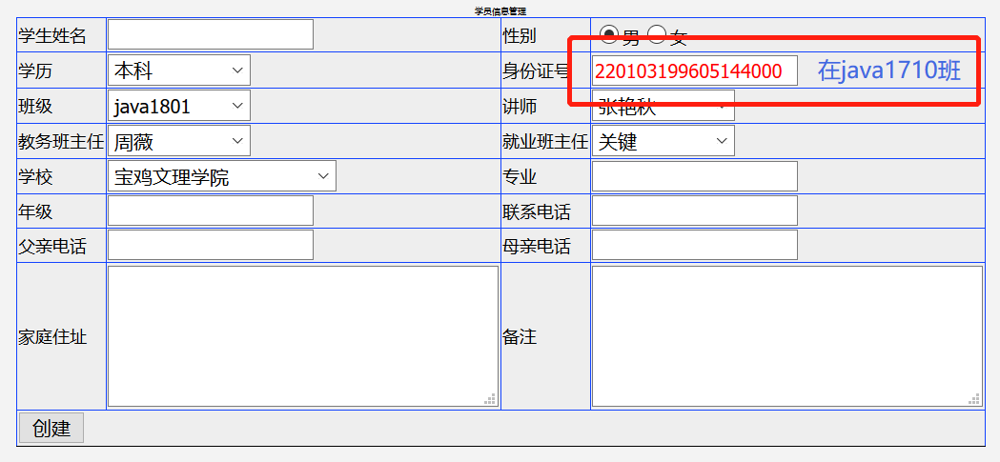 学员信息管理
学生姓名 性别 男 女
学历 本科 身份证号 220103199605144000 在java1710班
班级 java1801 讲师 张艳秋
教务班主任 周薇 就业班主任 关键
学校 宝鸡文理学院 专业
年级 联系电话
父亲电话 母亲电话
家庭住址 备注
创建